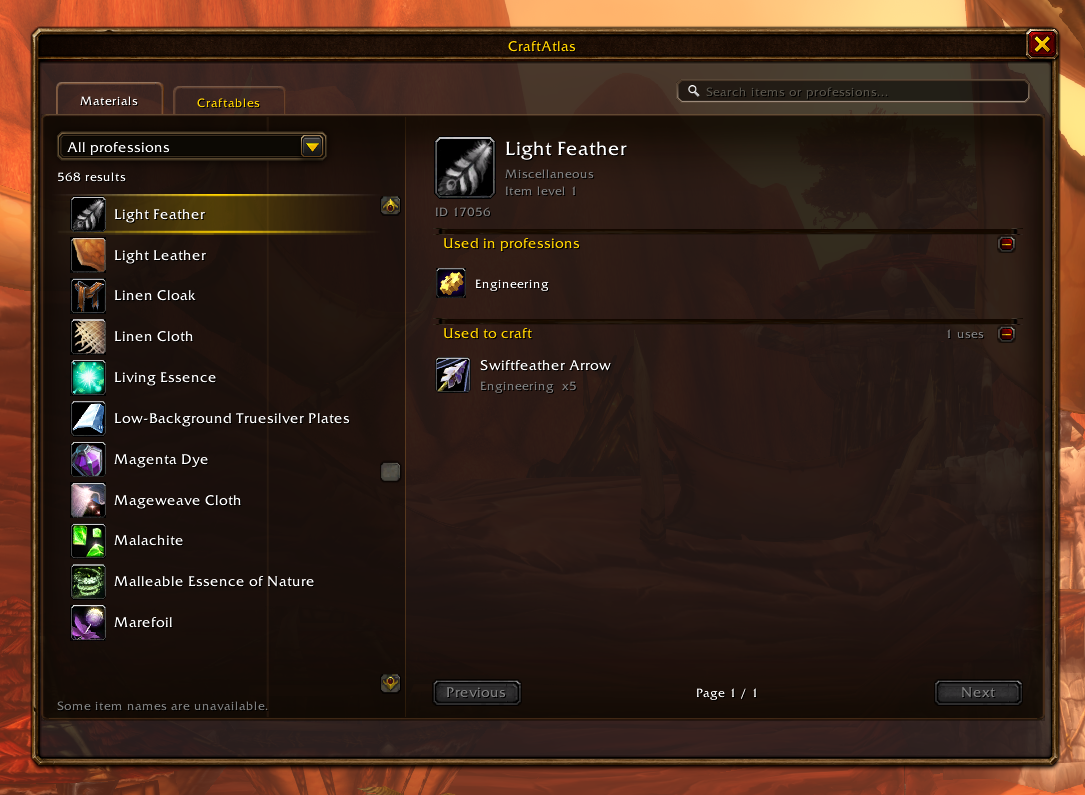 CraftAtlas
Materials
Craftables
Search items or professions...
All professions
568 results
Light Feather
Light Leather
Linen Cloak
Linen Cloth
Living Essence
Low-Background Truesilver Plates
Magenta Dye
Mageweave Cloth
Malachite
Malleable Essence of Nature
Marefoil
Some item names are unavailable.
Light Feather
Miscellaneous
Item level 1
ID 17056
Used in professions
Engineering
Used to craft
1 uses
Swiftfeather Arrow
Engineering x5
Previous
Page 1 / 1
Next